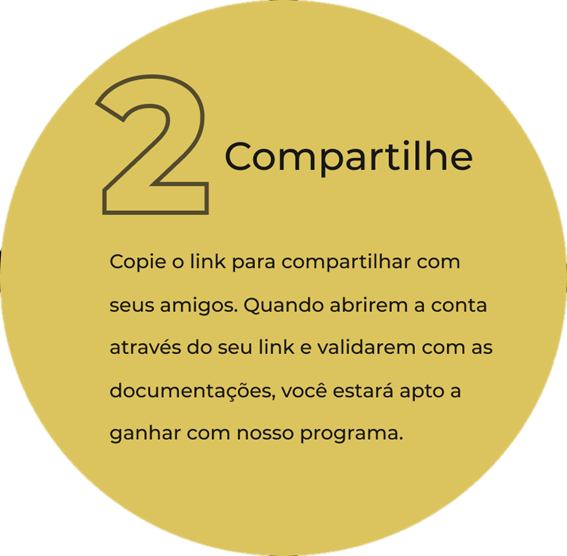 2
Compartilhe
Copie o link para compartilhar com
seus amigos. Quando abrirem a conta
através do seu link e validarem com as
documentações, você estará apto a
ganhar com nosso programa.